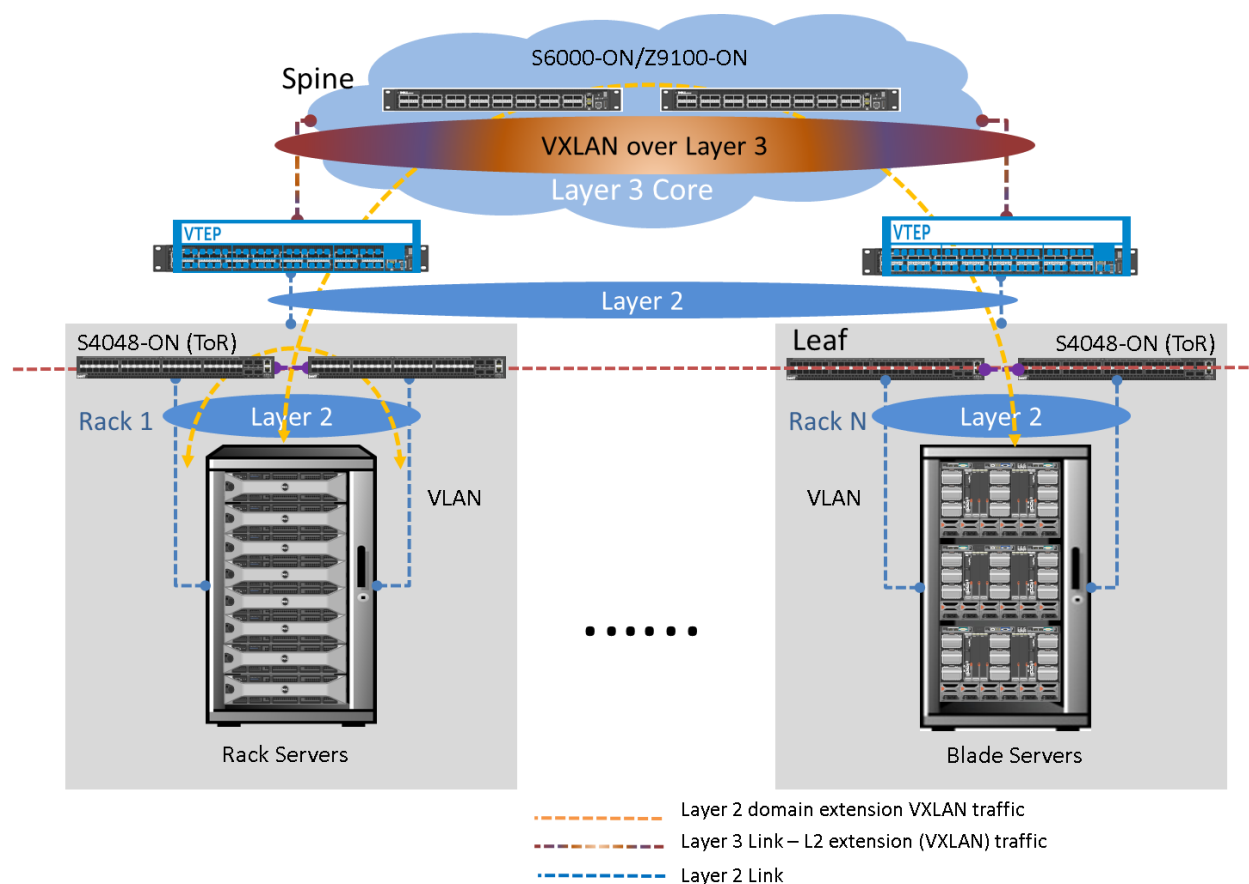 S6000-ON/Z9100-ON
Spine
VXLAN over Layer 3
Layer 3 Core
VTEP
VTEP
Layer 2
S4048-ON (ToR)
Leaf
S4048-ON (ToR)
Rack 1
Layer 2
Rack N
Layer 2
VLAN
VLAN
Rack Servers
Blade Servers
Layer 2 domain extension VXLAN traffic
Layer 3 Link – L2 extension (VXLAN) traffic
Layer 2 Link